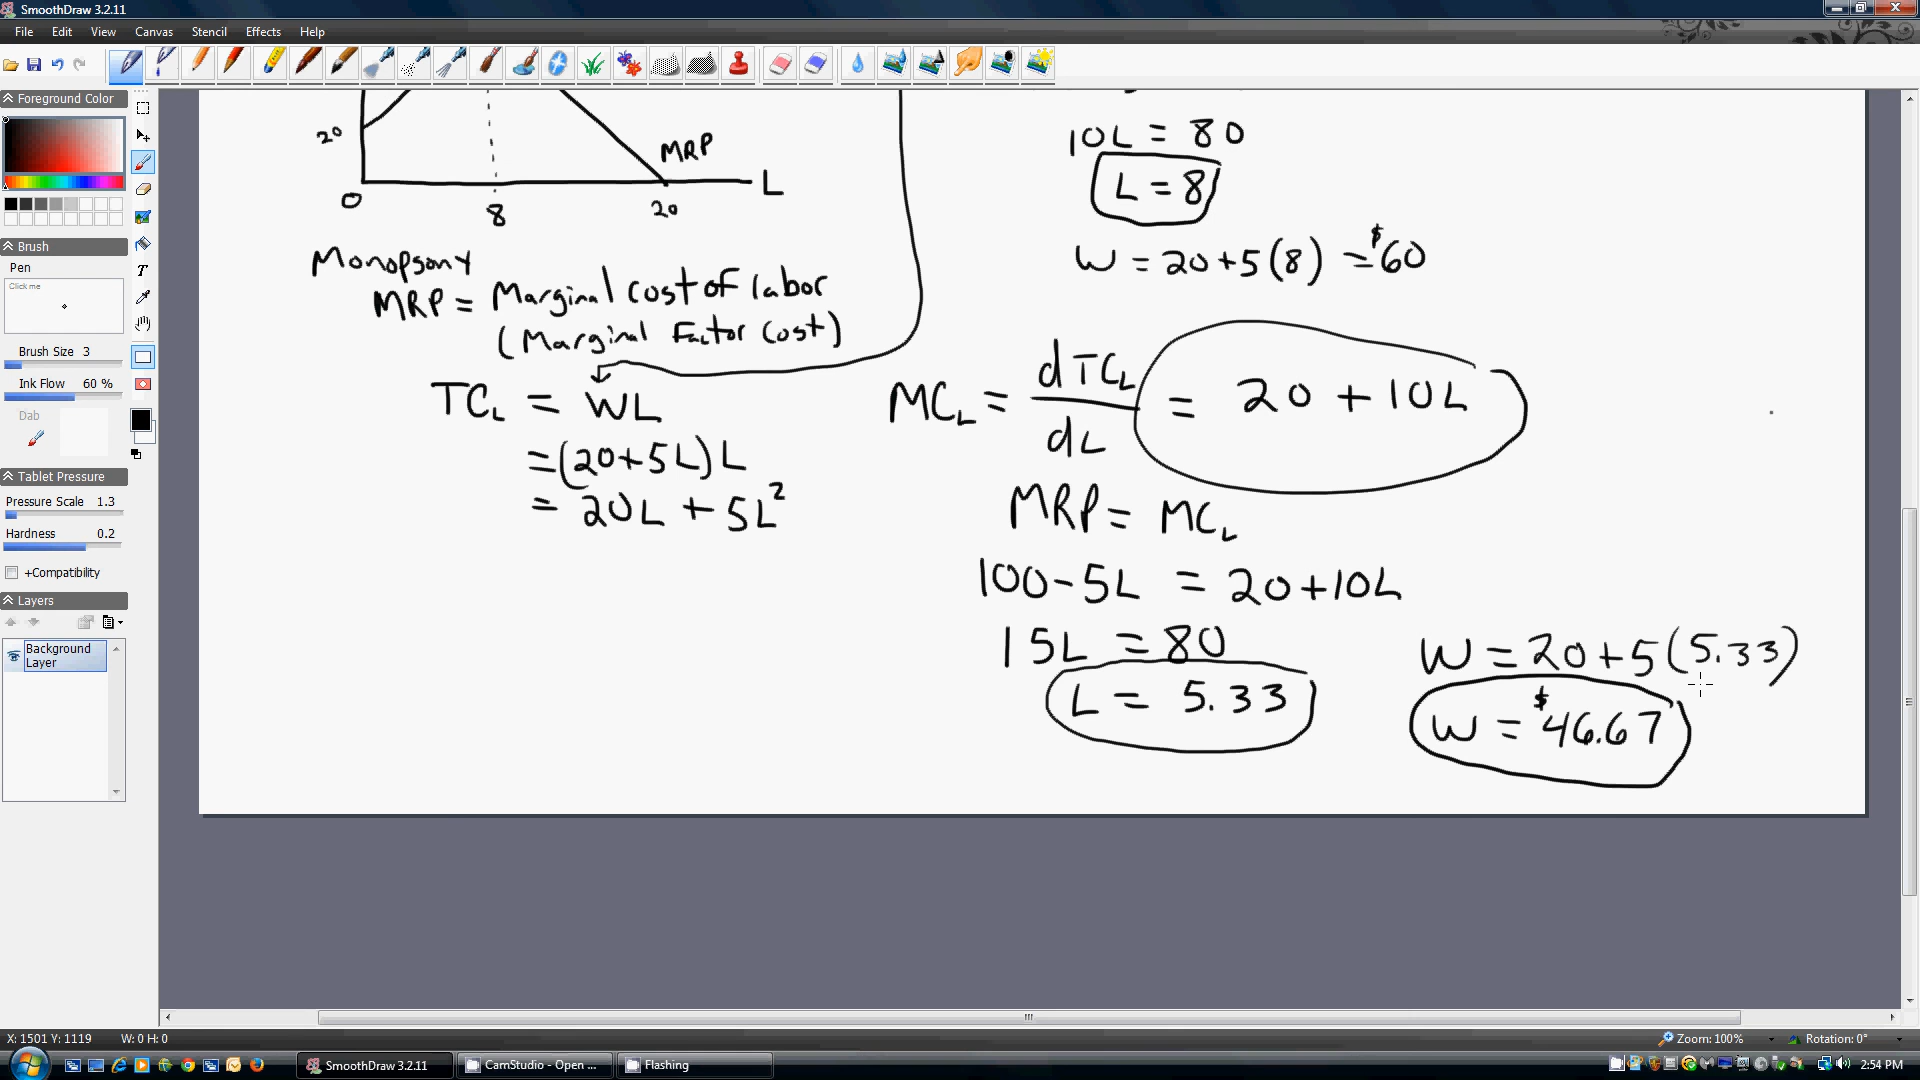 SmoothDraw 3.2.11
File Edit View Canvas Stencil Effects Help
Foreground Color
Brush
Pen
Click me
Brush Size 3
Ink Flow 60 %
Dab
Tablet Pressure
Pressure Scale 1.3
Hardness 0.2
+Compatibility
Layers
Background
Layer
20
MRP
L
0
8
20
Monopsony
MRP = Marginal cost of labor
(Marginal Factor Cost)
TC_L = WL
=(20+5L)L
= 20L + 5L²
10L = 80
L = 8
W = 20+5(8) = $60
MC_L = dTC_L/dL = 20 + 10L
MRP = MC_L
100-5L = 20+10L
15L = 80
L = 5.33
W = 20+5(5.33)
W = $46.67
X: 1501 Y: 1119 W: 0 H: 0
Zoom: 100% Rotation: 0°
SmoothDraw 3.2.11 CamStudio - Open ... Flashing 2:54 PM